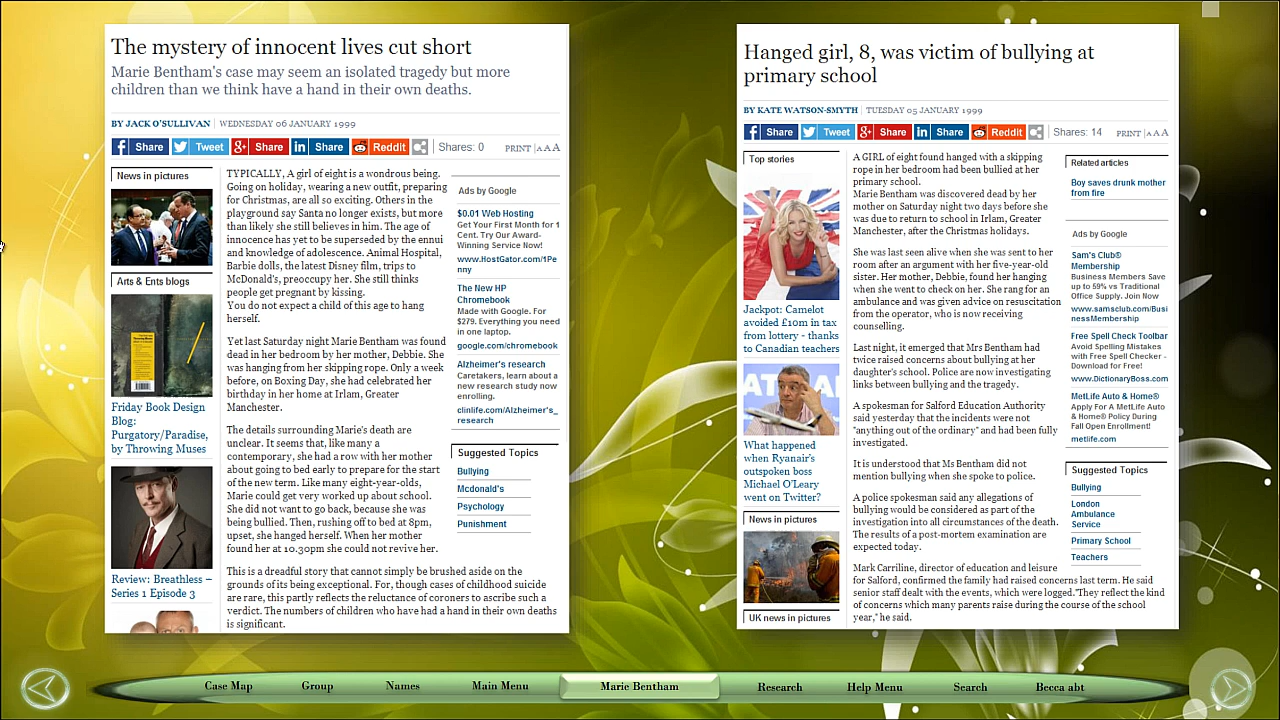 The mystery of innocent lives cut short
Marie Bentham's case may seem an isolated tragedy but more
children than we think have a hand in their own deaths.
BY JACK O'SULLIVAN | WEDNESDAY 06 JANUARY 1999
Share Tweet Share Share Reddit Shares: 0 PRINT | A A A
News in pictures
Arts & Ents blogs
Friday Book Design
Blog:
Purgatory/Paradise,
by Throwing Muses
Review: Breathless –
Series 1 Episode 3
TYPICALLY, A girl of eight is a wondrous being.
Going on holiday, wearing a new outfit, preparing
for Christmas, are all so exciting. Others in the
playground say Santa no longer exists, but more
than likely she still believes in him. The age of
innocence has yet to be superseded by the ennui
and knowledge of adolescence. Animal Hospital,
Barbie dolls, the latest Disney film, trips to
McDonald's, preoccupy her. She still thinks
people get pregnant by kissing.
You do not expect a child of this age to hang
herself.
Yet last Saturday night Marie Bentham was found
dead in her bedroom by her mother, Debbie. She
was hanging from her skipping rope. Only a week
before, on Boxing Day, she had celebrated her
birthday in her home at Irlam, Greater
Manchester.
The details surrounding Marie's death are
unclear. It seems that, like many a
contemporary, she had a row with her mother
about going to bed early to prepare for the start
of the new term. Like many eight-year-olds,
Marie could get very worked up about school.
She did not want to go back, because she was
being bullied. Then, rushing off to bed at 8pm,
upset, she hanged herself. When her mother
found her at 10.30pm she could not revive her.
This is a dreadful story that cannot simply be brushed aside on the
grounds of its being exceptional. For, though cases of childhood suicide
are rare, this partly reflects the reluctance of coroners to ascribe such a
verdict. The numbers of children who have had a hand in their own deaths
is significant.
Ads by Google
$0.01 Web Hosting
Get Your First Month for 1
Cent. Try Our Award-
Winning Service Now!
www.HostGator.com/1Pe
nny
The New HP
Chromebook
Made with Google. For
$279. Everything you need
in one laptop.
google.com/chromebook
Alzheimer's research
Caretakers, learn about a
new research study now
enrolling.
clinlife.com/Alzheimer's_
research
Suggested Topics
Bullying
Mcdonald's
Psychology
Punishment
Hanged girl, 8, was victim of bullying at
primary school
BY KATE WATSON-SMYTH | TUESDAY 05 JANUARY 1999
Share Tweet Share Share Reddit Shares: 14 PRINT | A A A
Top stories
Jackpot: Camelot
avoided £10m in tax
from lottery - thanks
to Canadian teachers
What happened
when Ryanair's
outspoken boss
Michael O'Leary
went on Twitter?
News in pictures
UK news in pictures
A GIRL of eight found hanged with a skipping
rope in her bedroom had been bullied at her
primary school.
Marie Bentham was discovered dead by her
mother on Saturday night two days before she
was due to return to school in Irlam, Greater
Manchester, after the Christmas holidays.
She was last seen alive when she was sent to her
room after an argument with her five-year-old
sister. Her mother, Debbie, found her hanging
when she went to check on her. She rang for an
ambulance and was given advice on resuscitation
from the operator, who is now receiving
counselling.
Last night, it emerged that Mrs Bentham had
twice raised concerns about bullying at her
daughter's school. Police are now investigating
links between bullying and the tragedy.
A spokesman for Salford Education Authority
said yesterday that the incidents were not
"anything out of the ordinary" and had been fully
investigated.
It is understood that Ms Bentham did not
mention bullying when she spoke to police.
A police spokesman said any allegations of
bullying would be considered as part of the
investigation into all circumstances of the death.
The results of a post-mortem examination are
expected today.
Mark Carriline, director of education and leisure
for Salford, confirmed the family had raised concerns last term. He said
senior staff dealt with the events, which were logged."They reflect the kind
of concerns which many parents raise during the course of the school
year," he said.
Related articles
Boy saves drunk mother
from fire
Ads by Google
Sam's Club®
Membership
Business Members Save
up to 59% vs Traditional
Office Supply. Join Now
www.samsclub.com/Busi
nessMembership
Free Spell Check Toolbar
Avoid Spelling Mistakes
with Free Spell Checker -
Download for Free!
www.DictionaryBoss.com
MetLife Auto & Home®
Apply For A MetLife Auto
& Home® Policy During
Fall Open Enrollment!
metlife.com
Suggested Topics
Bullying
London
Ambulance
Service
Primary School
Teachers
Case Map Group Names Main Menu Marie Bentham Research Help Menu Search Becca abt